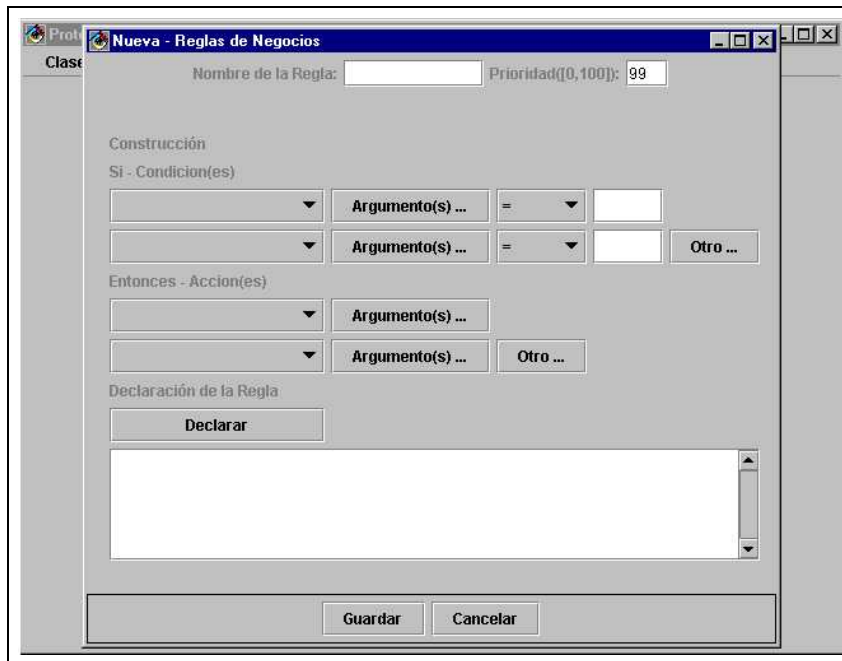 Nueva - Reglas de Negocios
Clase
Nombre de la Regla: Prioridad([0,100]): 99
Construcción
Si - Condicion(es)
Argumento(s) ... =
Argumento(s) ... = Otro ...
Entonces - Accion(es)
Argumento(s) ...
Argumento(s) ... Otro ...
Declaración de la Regla
Declarar
Guardar Cancelar